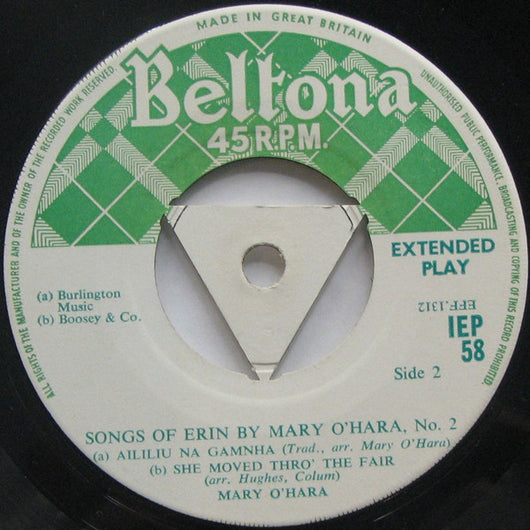 MADE IN GREAT BRITAIN
ALL RIGHTS OF THE MANUFACTURER AND OF THE OWNER OF THE RECORDED WORK RESERVED.
UNAUTHORISED PUBLIC PERFORMANCE, BROADCASTING AND COPYING OF THIS RECORD PROHIBITED.
Beltona
45 R.P.M.
EXTENDED
PLAY
(a) Burlington
Music
(b) Boosey & Co.
EFF.1312
IEP
58
Side 2
SONGS OF ERIN BY MARY O'HARA, No. 2
(a) AILILIU NA GAMNHA (Trad., arr. Mary O'Hara)
(b) SHE MOVED THRO' THE FAIR
(arr. Hughes, Colum)
MARY O'HARA